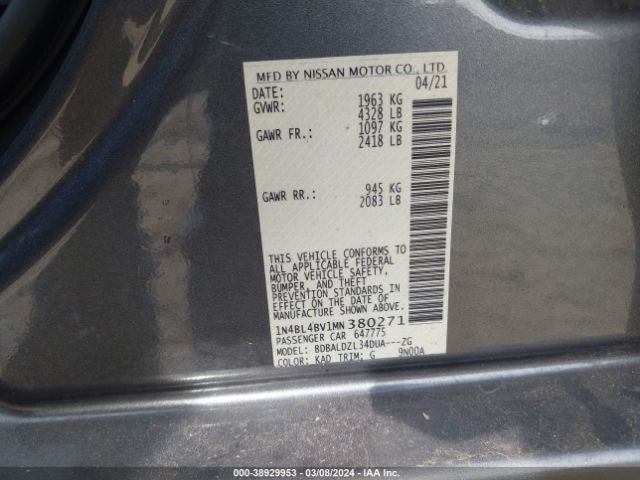 MFD BY NISSAN MOTOR CO., LTD.
DATE: 04/21
GVWR: 1963 KG
4328 LB
GAWR FR.: 1097 KG
2418 LB
GAWR RR.: 945 KG
2083 LB
THIS VEHICLE CONFORMS TO
ALL APPLICABLE FEDERAL
MOTOR VEHICLE SAFETY,
BUMPER, AND THEFT
PREVENTION STANDARDS IN
EFFECT ON THE DATE OF
MANUFACTURE SHOWN ABOVE.
1N4BL4BV1MN 380271
PASSENGER CAR 647775
MODEL: BDBALDZL34DUA---ZG
COLOR: KAD TRIM: G 9N00A
000-38929953 — 03/08/2024 — IAA Inc.